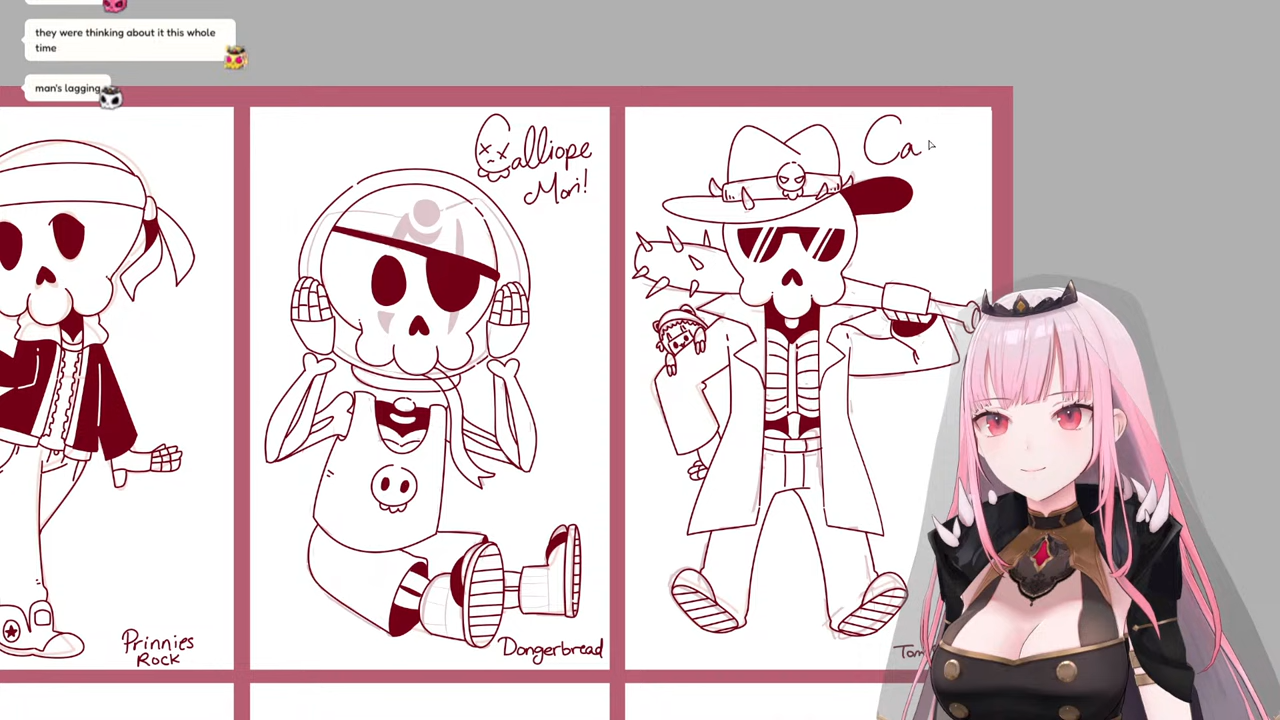 they were thinking about it this whole
time
man's lagging
Calliope
Mori!
Ca
Prinnies
Rock
Dongerbread